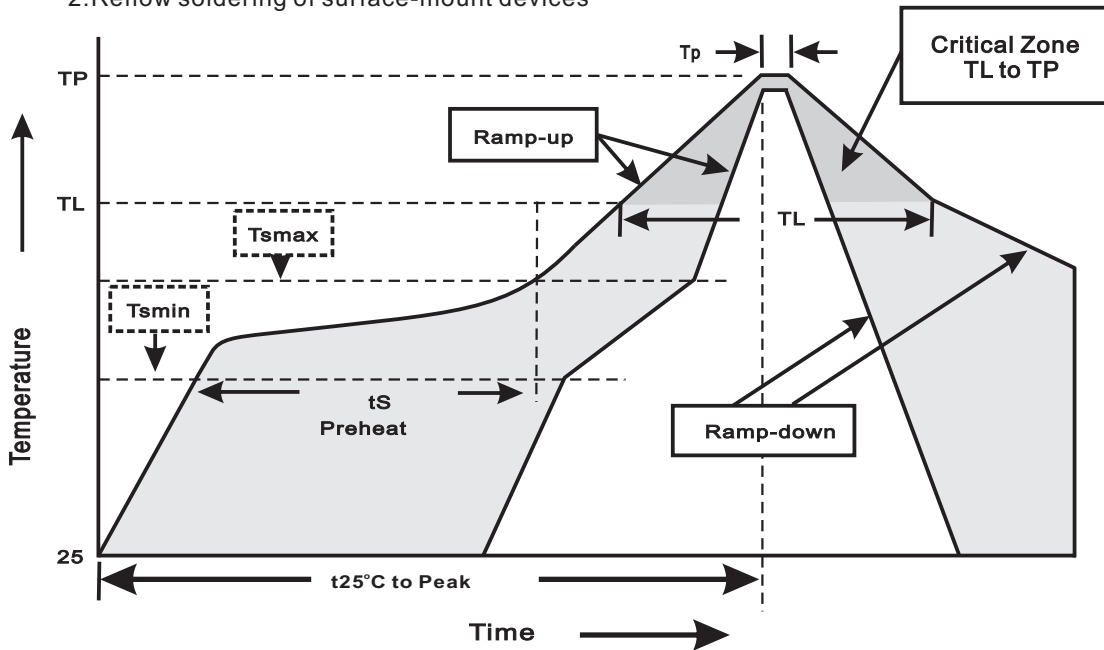 2.Reflow soldering of surface-mount devices
Tp
Critical Zone
TL to TP
TP
Ramp-up
TL
TL
Tsmax
Tsmin
Temperature
tS
Preheat
Ramp-down
25
t25°C to Peak
Time